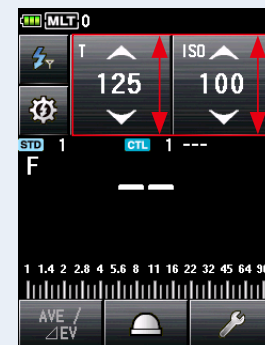 MLT 0
T ISO
125 100
STD 1 CTL 1 ---
F
--
1 1.4 2 2.8 4 5.6 8 11 16 22 32 45 64 90
AVE /
⊿EV